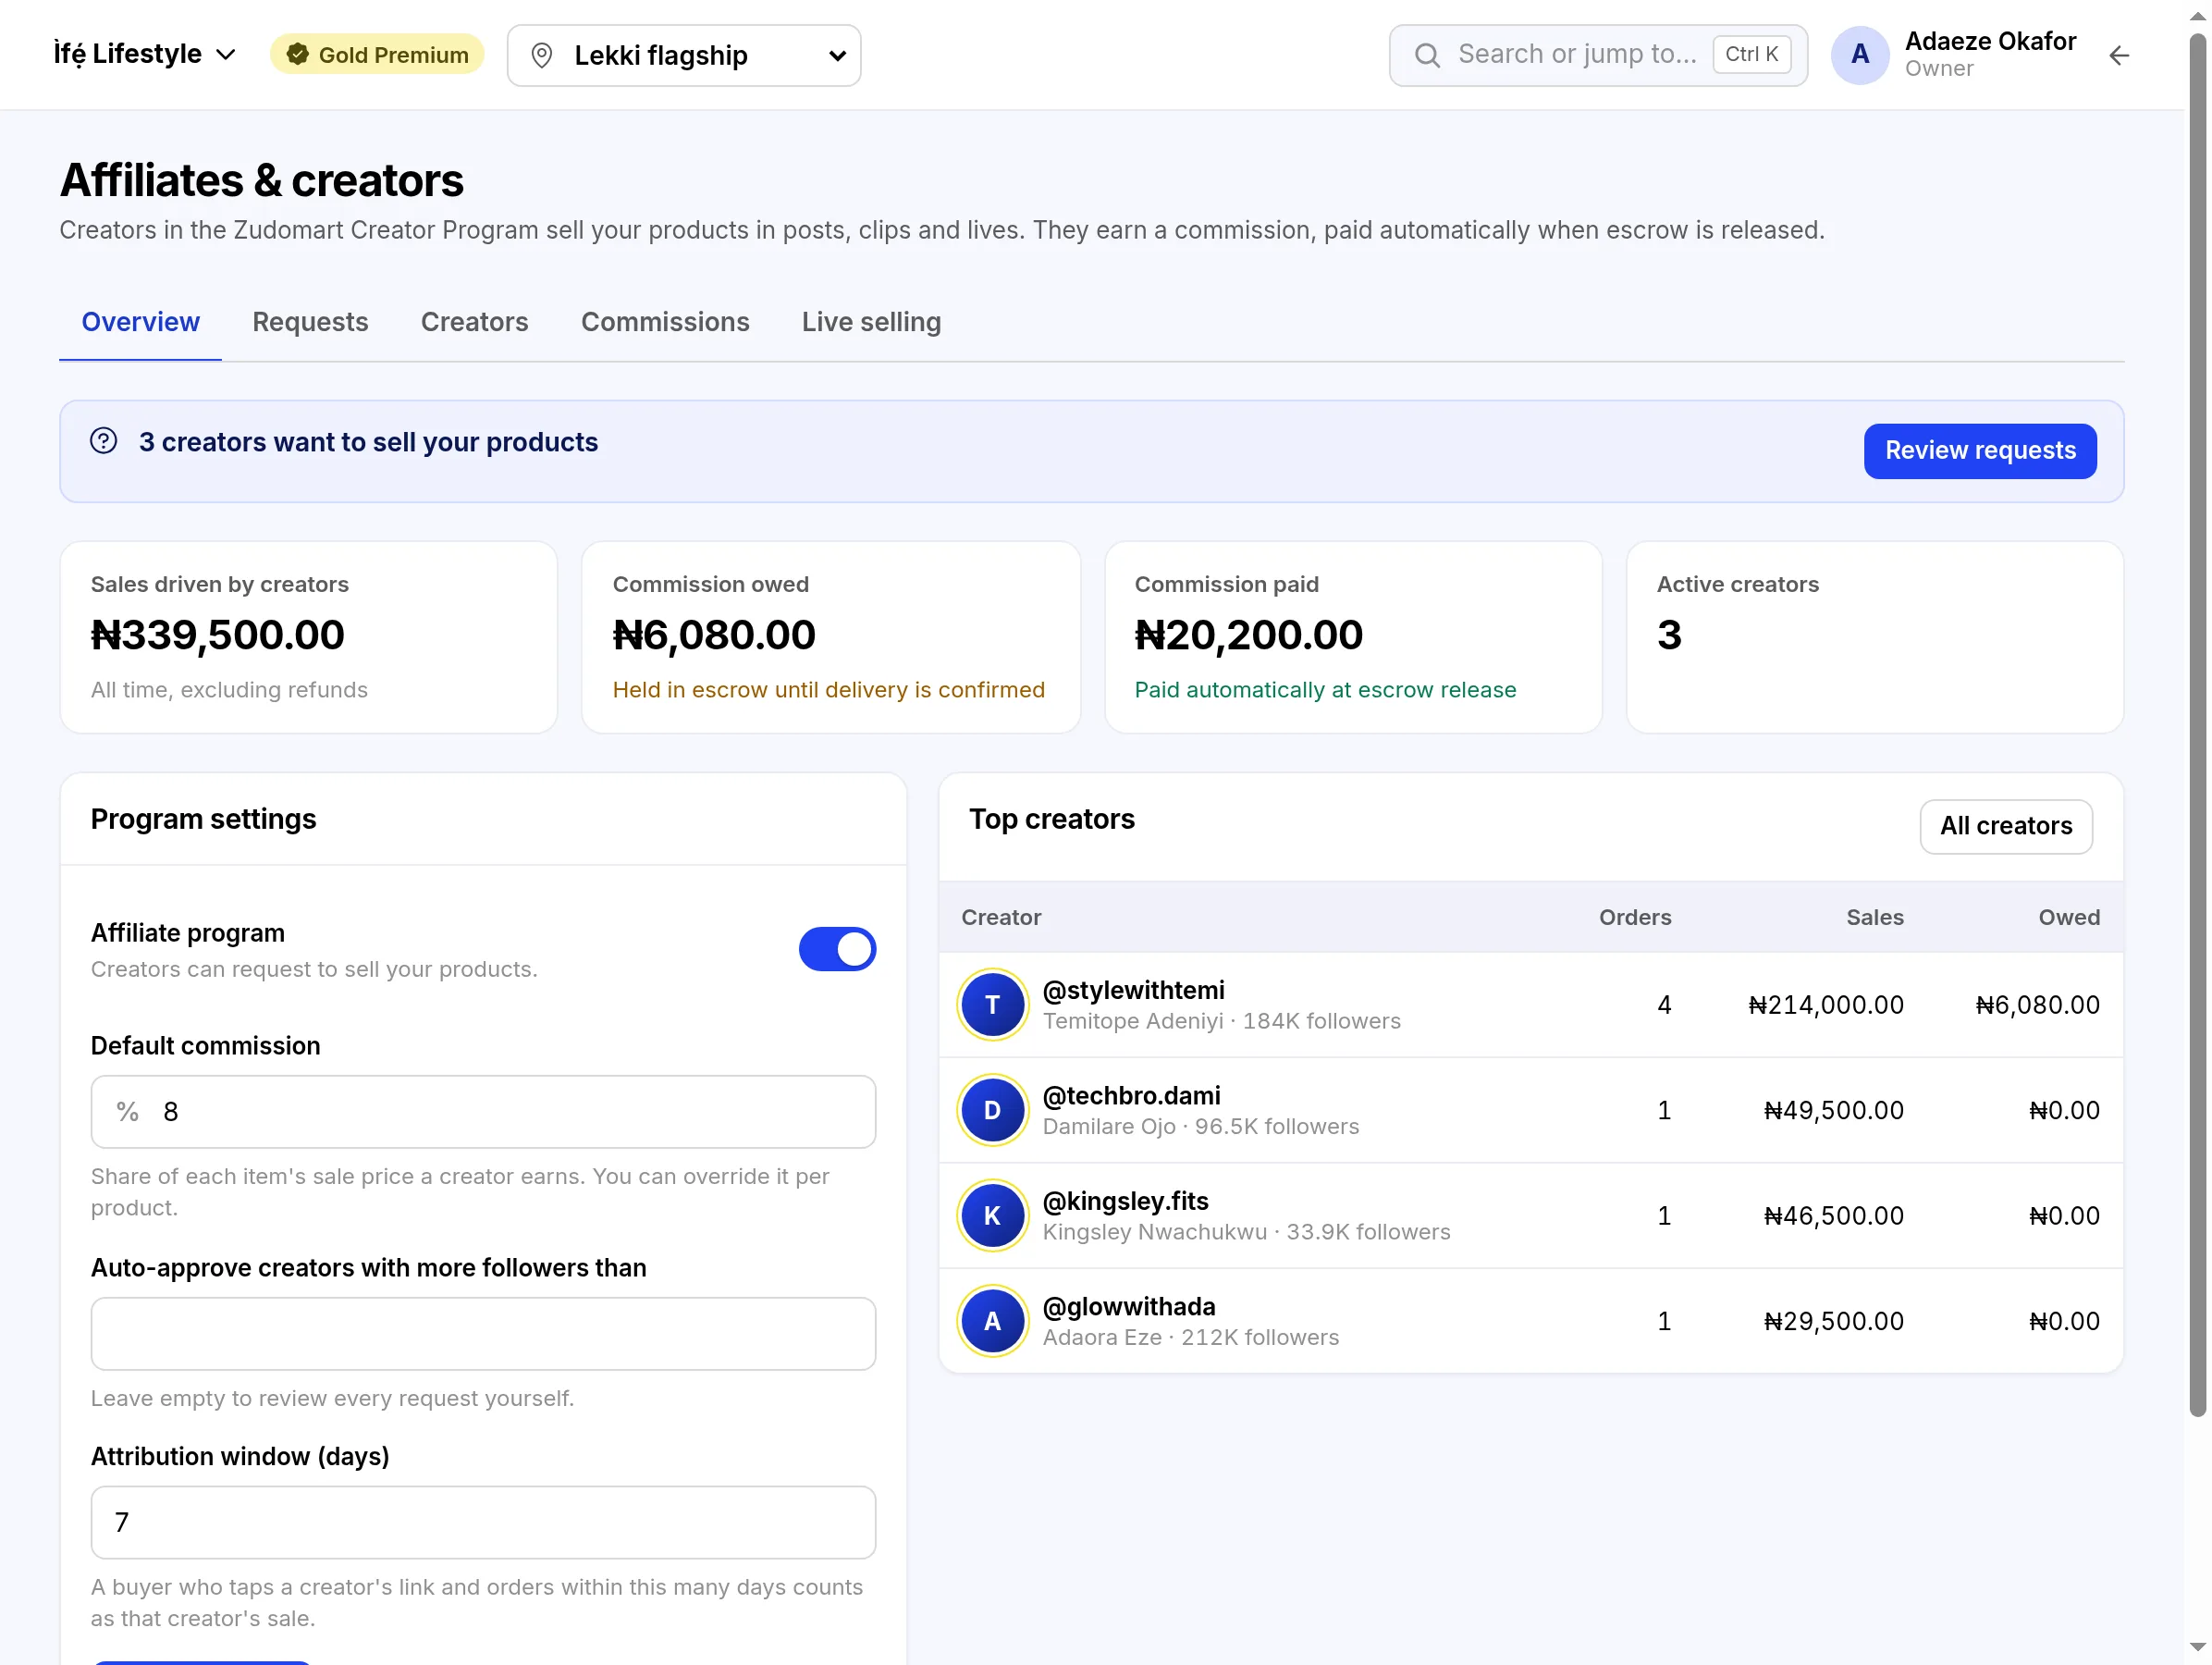 Ìfẹ́ Lifestyle
Gold Premium
Lekki flagship
Search or jump to...
Ctrl K
A
Adaeze Okafor
Owner
Affiliates & creators
Creators in the Zudomart Creator Program sell your products in posts, clips and lives. They earn a commission, paid automatically when escrow is released.
Overview
Requests
Creators
Commissions
Live selling
3 creators want to sell your products
Review requests
Sales driven by creators
₦339,500.00
All time, excluding refunds
Commission owed
₦6,080.00
Held in escrow until delivery is confirmed
Commission paid
₦20,200.00
Paid automatically at escrow release
Active creators
3
Program settings
Affiliate program
Creators can request to sell your products.
Default commission
% 8
Share of each item's sale price a creator earns. You can override it per
product.
Auto-approve creators with more followers than
Leave empty to review every request yourself.
Attribution window (days)
7
A buyer who taps a creator's link and orders within this many days counts
as that creator's sale.
Top creators
All creators
Creator Orders Sales Owed
T
@stylewithtemi
Temitope Adeniyi · 184K followers
4 ₦214,000.00 ₦6,080.00
D
@techbro.dami
Damilare Ojo · 96.5K followers
1 ₦49,500.00 ₦0.00
K
@kingsley.fits
Kingsley Nwachukwu · 33.9K followers
1 ₦46,500.00 ₦0.00
A
@glowwithada
Adaora Eze · 212K followers
1 ₦29,500.00 ₦0.00